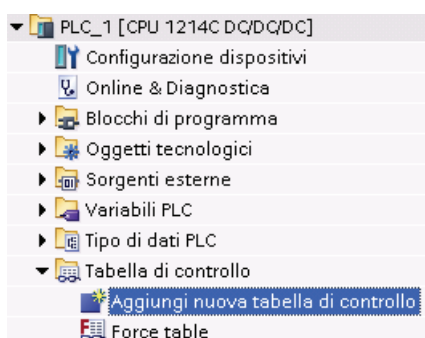 PLC_1 [CPU 1214C DC/DC/DC]
Configurazione dispositivi
Online & Diagnostica
Blocchi di programma
Oggetti tecnologici
Sorgenti esterne
Variabili PLC
Tipo di dati PLC
Tabella di controllo
Aggiungi nuova tabella di controllo
Force table